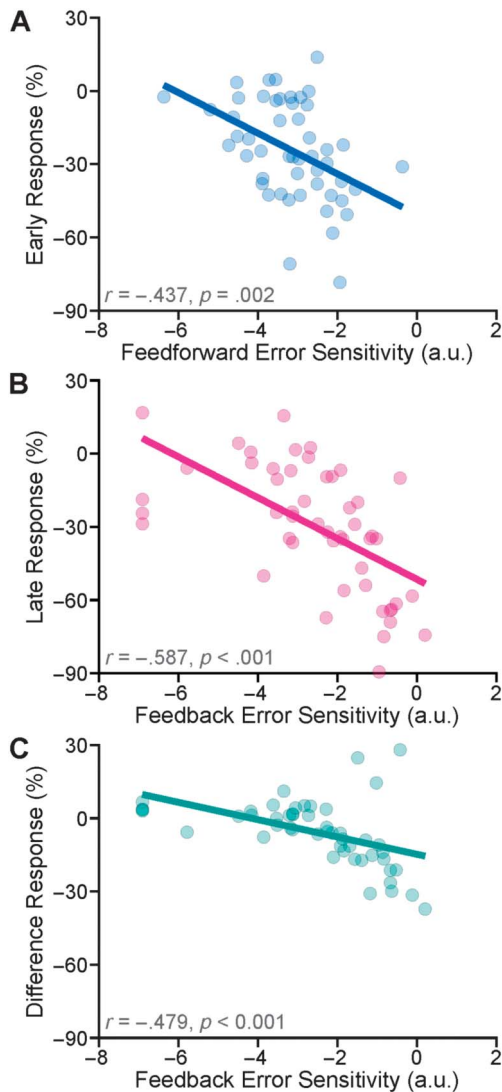 A
Early Response (%)
30
0
−30
−60
−90
r = −.437, p = .002
−8 −6 −4 −2 0 2
Feedforward Error Sensitivity (a.u.)
B
Late Response (%)
30
0
−30
−60
−90
r = −.587, p < .001
−8 −6 −4 −2 0 2
Feedback Error Sensitivity (a.u.)
C
Difference Response (%)
30
0
−30
−60
−90
r = −.479, p < 0.001
−8 −6 −4 −2 0 2
Feedback Error Sensitivity (a.u.)